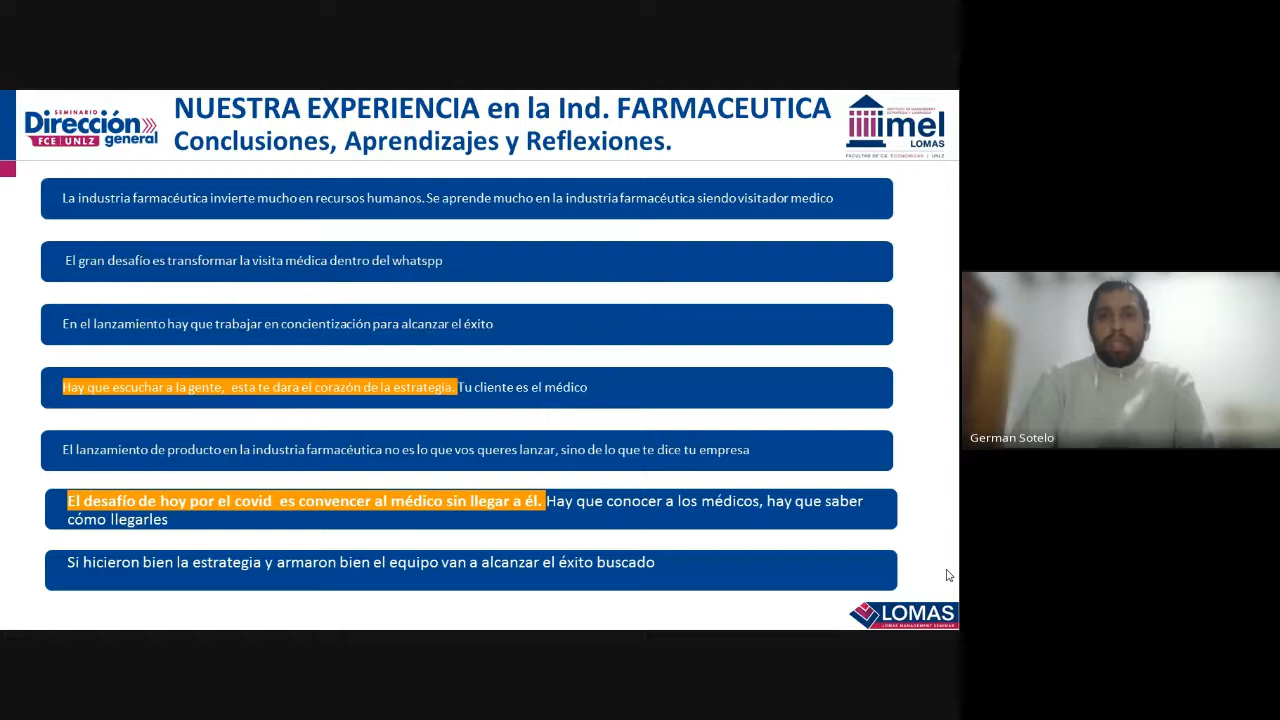 SEMINARIO
Dirección
general
FCE | UNLZ
NUESTRA EXPERIENCIA en la Ind. FARMACEUTICA
Conclusiones, Aprendizajes y Reflexiones.
INSTITUTO DE MANAGEMENT
ESTRATEGIA Y LIDERAZGO
imel
LOMAS
FACULTAD DE CS. ECONÓMICAS | UNLZ
La industria farmacéutica invierte mucho en recursos humanos. Se aprende mucho en la industria farmacéutica siendo visitador medico
El gran desafío es transformar la visita médica dentro del whatspp
En el lanzamiento hay que trabajar en concientización para alcanzar el éxito
Hay que escuchar a la gente, esta te dara el corazón de la estrategia. Tu cliente es el médico
El lanzamiento de producto en la industria farmacéutica no es lo que vos queres lanzar, sino de lo que te dice tu empresa
El desafío de hoy por el covid es convencer al médico sin llegar a él. Hay que conocer a los médicos, hay que saber
cómo llegarles
Si hicieron bien la estrategia y armaron bien el equipo van a alcanzar el éxito buscado
LOMAS
LOMAS MANAGEMENT SEMINAR
German Sotelo